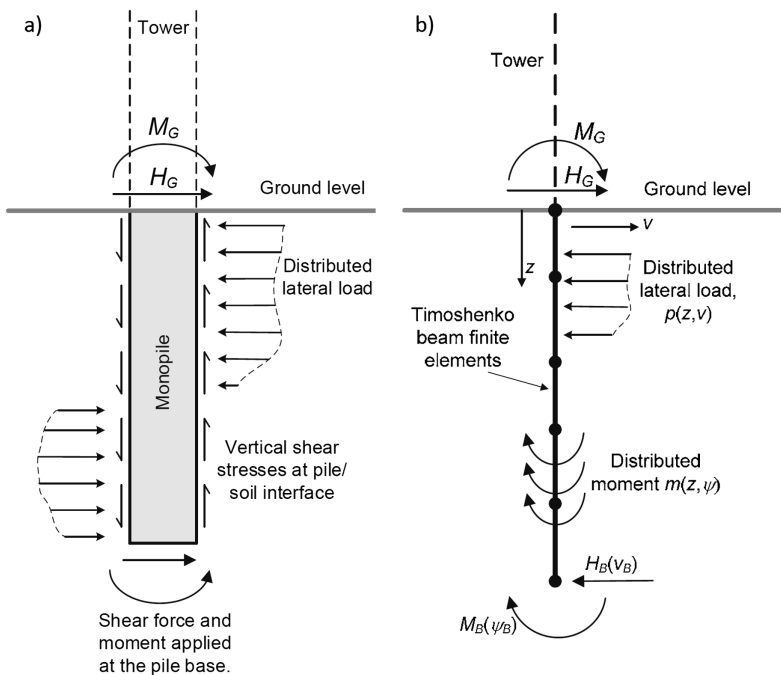 a)
Tower
M_G
H_G
Ground level
Distributed
lateral load
Monopile
Vertical shear
stresses at pile/
soil interface
Shear force and
moment applied
at the pile base.
b)
Tower
M_G
H_G
Ground level
v
z
Distributed
lateral load,
p(z,v)
Timoshenko
beam finite
elements
Distributed
moment m(z,ψ)
H_B(v_B)
M_B(ψ_B)